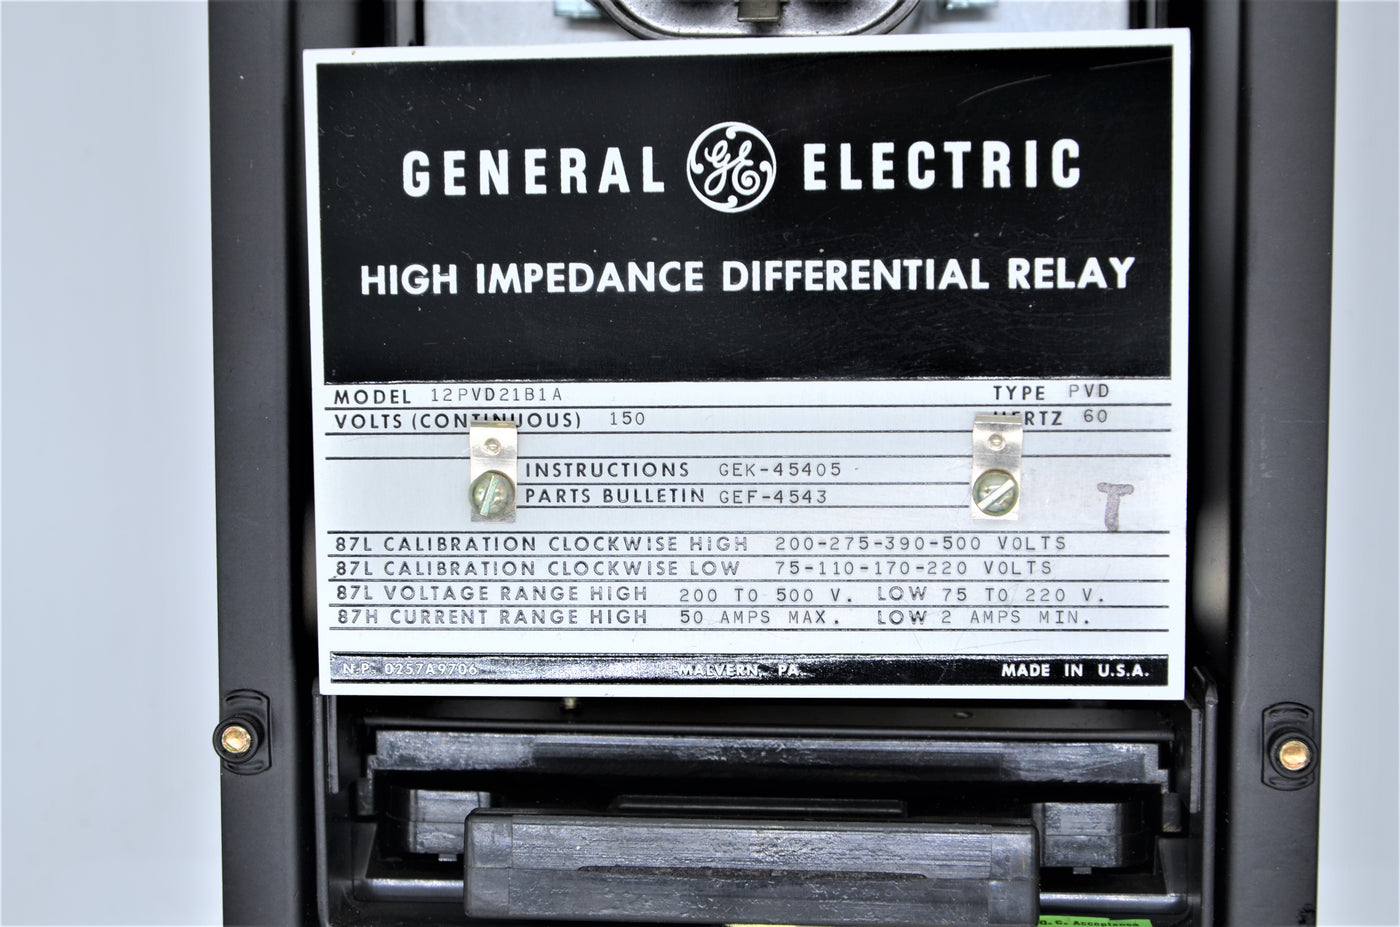 GENERAL GE ELECTRIC
HIGH IMPEDANCE DIFFERENTIAL RELAY
MODEL 12PVD21B1A TYPE PVD
VOLTS (CONTINUOUS) 150 HERTZ 60
INSTRUCTIONS GEK-45405
PARTS BULLETIN GEF-4543
T
87L CALIBRATION CLOCKWISE HIGH 200-275-390-500 VOLTS
87L CALIBRATION CLOCKWISE LOW 75-110-170-220 VOLTS
87L VOLTAGE RANGE HIGH 200 TO 500 V. LOW 75 TO 220 V.
87H CURRENT RANGE HIGH 50 AMPS MAX. LOW 2 AMPS MIN.
N.P. 0257A9706 MALVERN, PA. MADE IN U.S.A.
Q. C. Acceptance